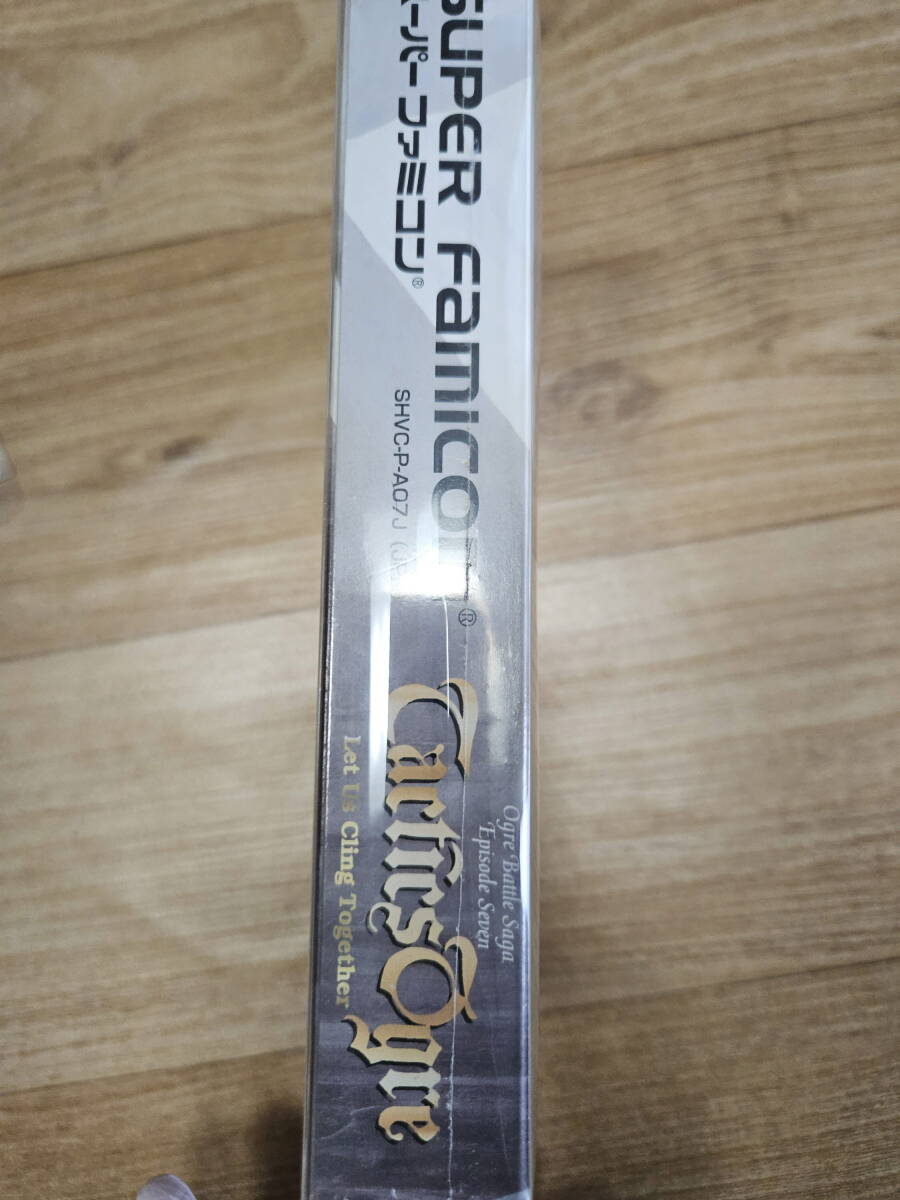 SUPER FAMICOM®
スーパーファミコン®
SHVC-P-AO7J (JPN)
Ogre Battle Saga
Episode Seven
Tactics Ogre
Let Us Cling Together